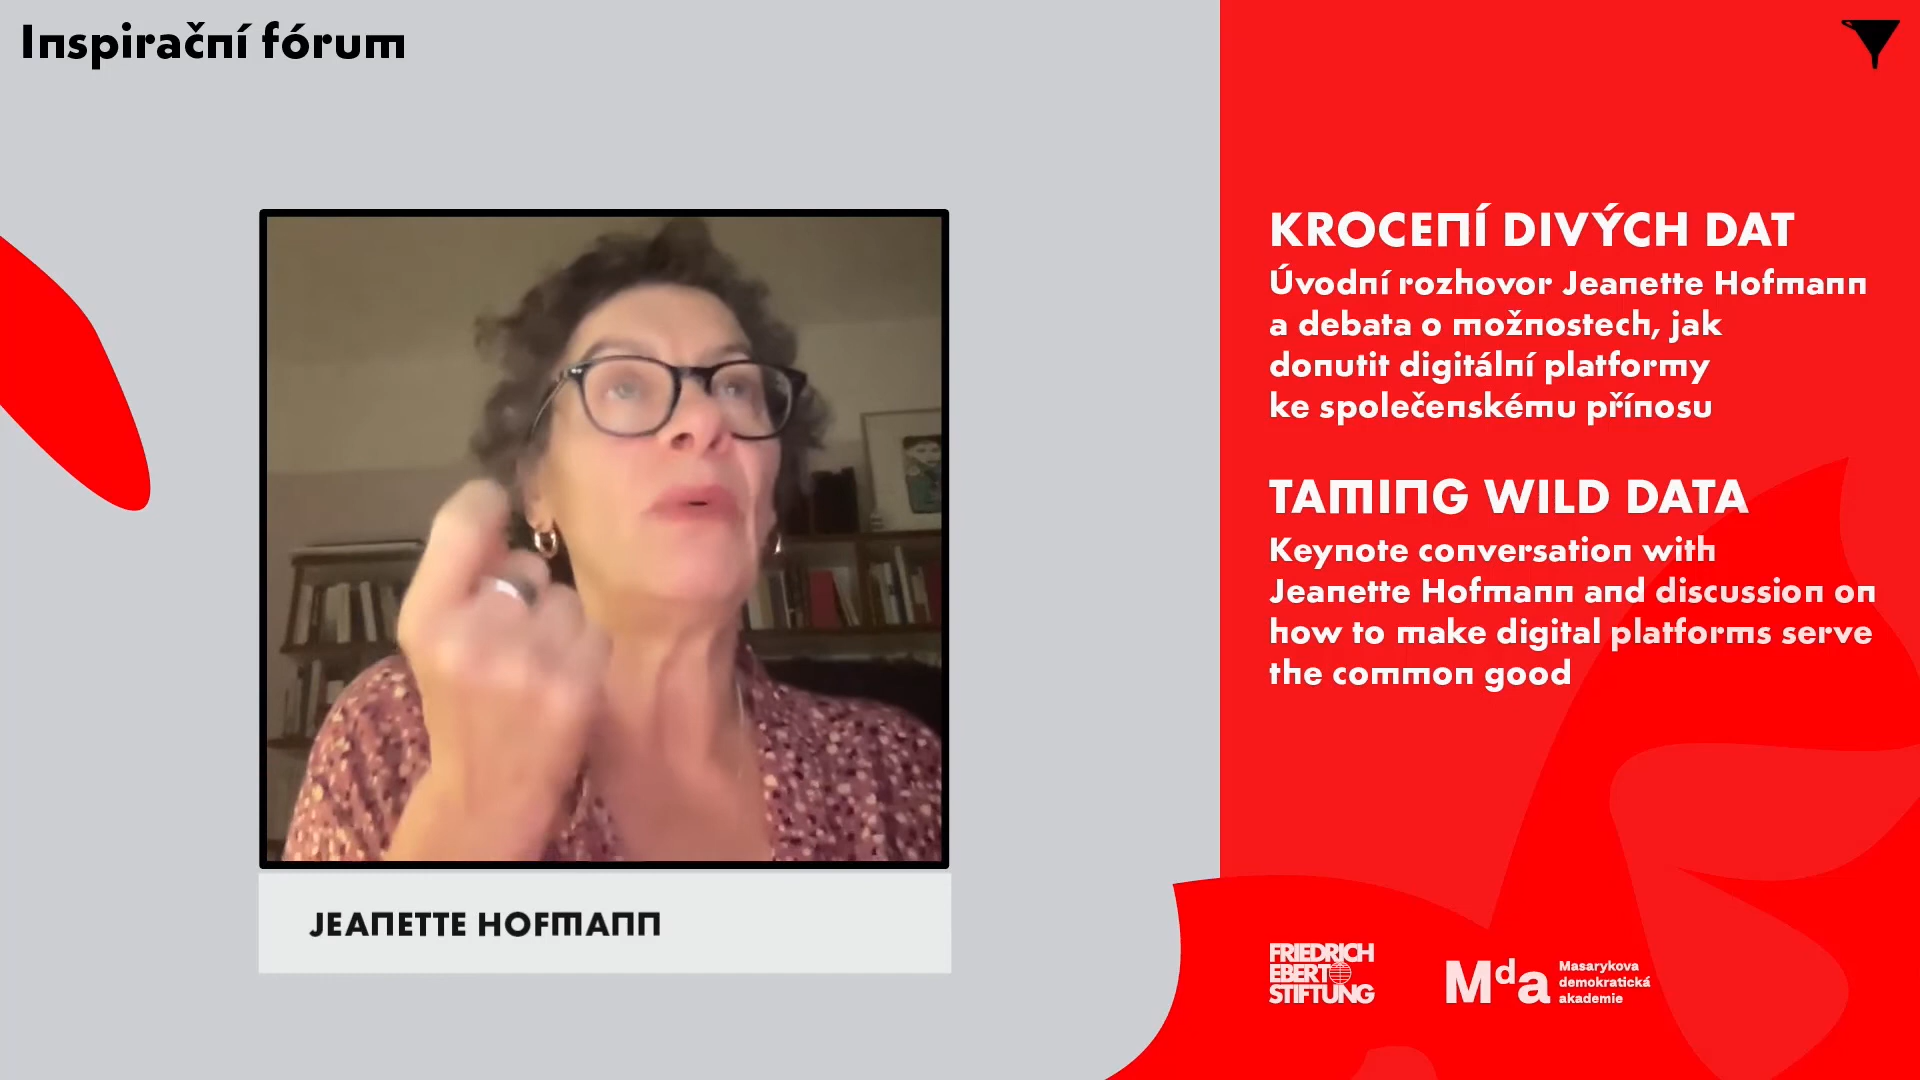 Inspirační fórum
KROCENÍ DIVÝCH DAT
Úvodní rozhovor Jeanette Hofmann
a debata o možnostech, jak
donutit digitální platformy
ke společenskému přínosu
TAMING WILD DATA
Keynote conversation with
Jeanette Hofmann and discussion on
how to make digital platforms serve
the common good
JEANETTE HOFMANN
FRIEDRICH
EBERT
STIFTUNG
Mda
Masarykova
demokratická
akademie